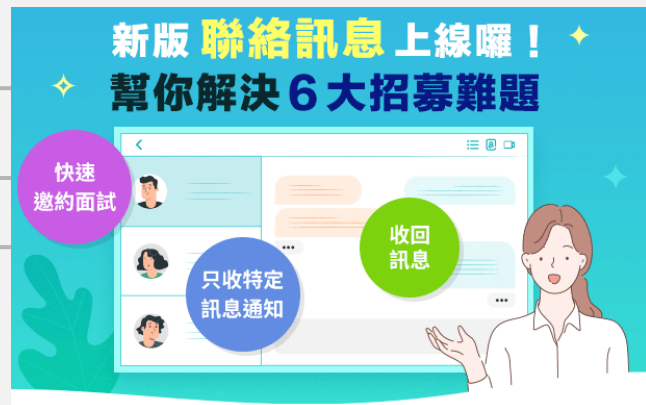 新版 聯絡訊息 上線囉！
幫你解決6大招募難題
快速
邀約面試
收回
訊息
只收特定
訊息通知